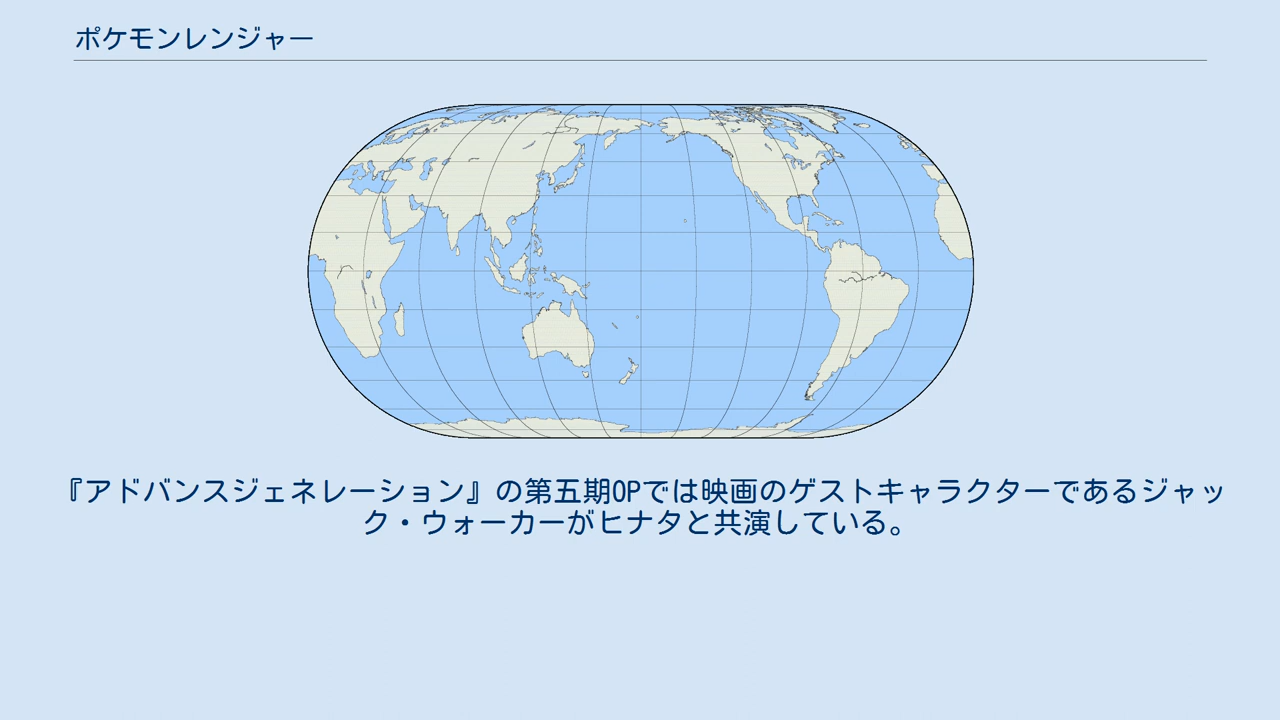 ポケモンレンジャー
『アドバンスジェネレーション』の第五期OPでは映画のゲストキャラクターであるジャッ
ク・ウォーカーがヒナタと共演している。